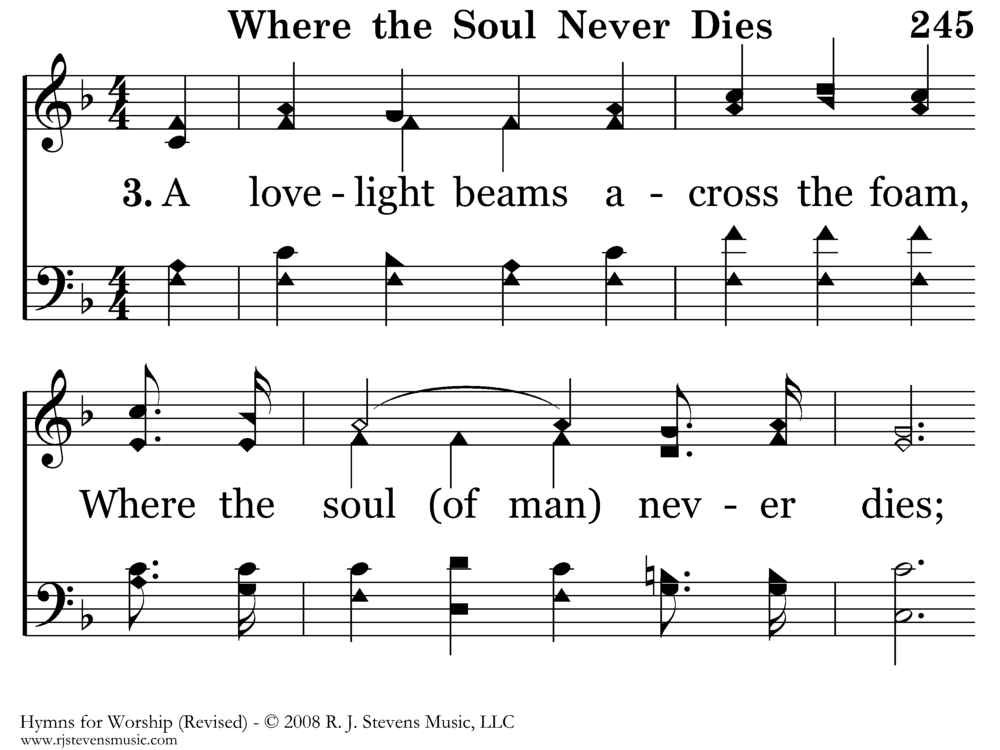 Where the Soul Never Dies 245
3. A love - light beams a - cross the foam,
Where the soul (of man) nev - er dies;
Hymns for Worship (Revised) - © 2008 R. J. Stevens Music, LLC
www.rjstevensmusic.com